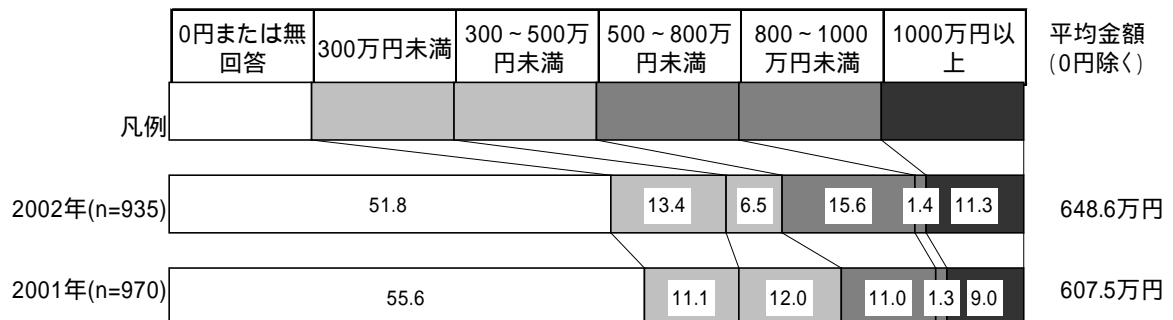 0円または無
回答
300万円未満
300~500万
円未満
500~800万
円未満
800~1000
万円未満
1000万円以
上
平均金額
(0円除く)
凡例
2002年(n=935) 51.8 13.4 6.5 15.6 1.4 11.3 648.6万円
2001年(n=970) 55.6 11.1 12.0 11.0 1.3 9.0 607.5万円